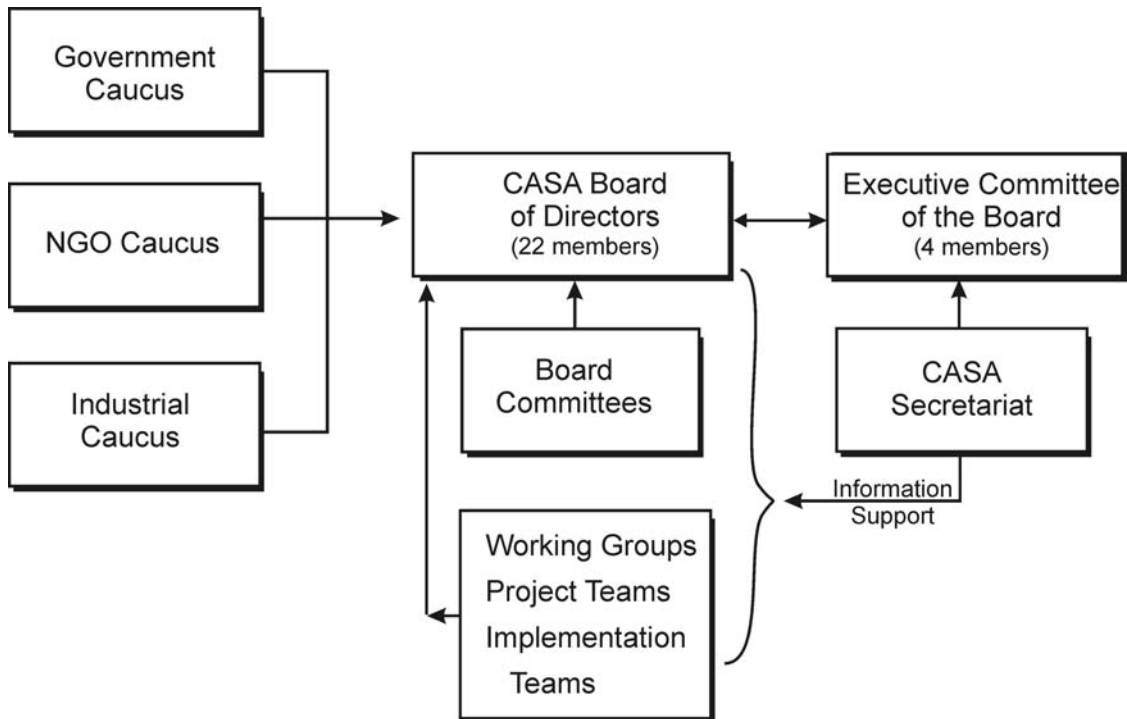 Government
Caucus
NGO Caucus
Industrial
Caucus
CASA Board
of Directors
(22 members)
Executive Committee
of the Board
(4 members)
Board
Committees
CASA
Secretariat
Information
Support
Working Groups
Project Teams
Implementation
Teams